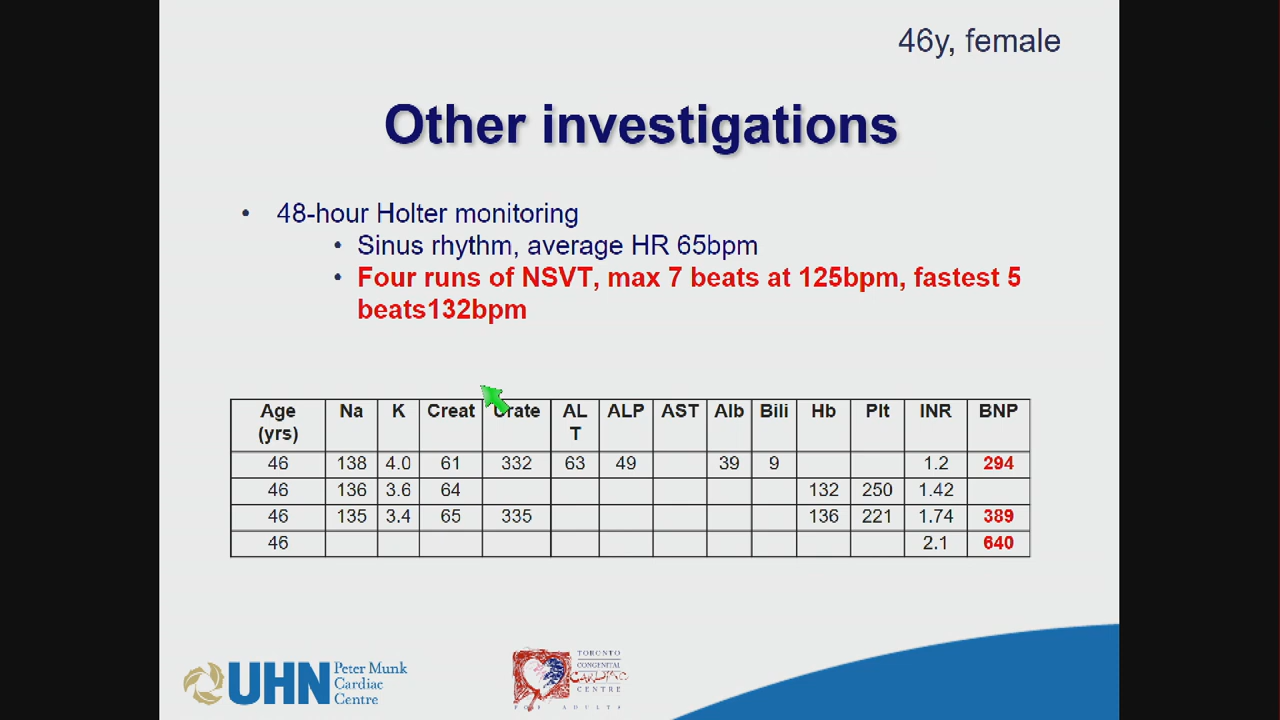 46y, female
Other investigations
• 48-hour Holter monitoring
• Sinus rhythm, average HR 65bpm
• Four runs of NSVT, max 7 beats at 125bpm, fastest 5
beats132bpm
Age (yrs) Na K Creat Urate ALT ALP AST Alb Bili Hb Plt INR BNP
46 138 4.0 61 332 63 49 39 9 1.2 294
46 136 3.6 64 132 250 1.42
46 135 3.4 65 335 136 221 1.74 389
46 2.1 640
UHN Peter Munk
Cardiac
Centre
TORONTO
CONGENITAL
CARDIAC
CENTRE
FOR ADULTS